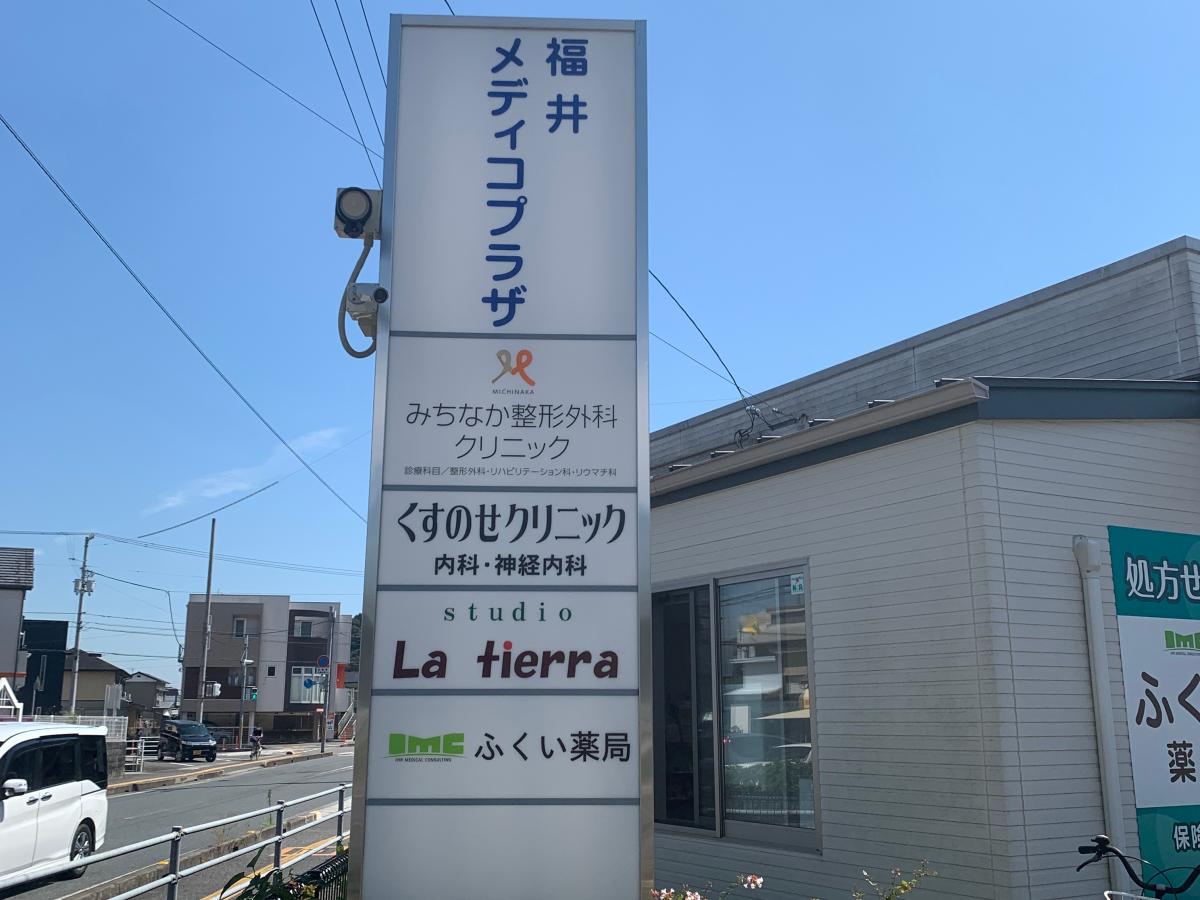 福井
メディコプラザ
MICHINAKA
みちなか整形外科
クリニック
診療科目／整形外科・リハビリテーション科・リウマチ科
くすのせクリニック
内科・神経内科
studio
La tierra
IMC
IHR MEDICAL CONSULTING
ふくい薬局
処方せ
IMC
ふく
薬
保険